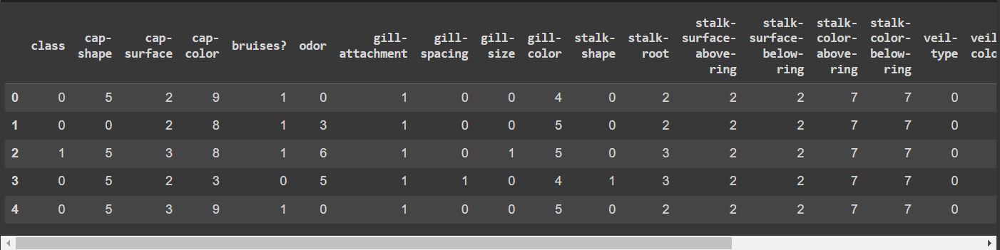 class cap-shape cap-surface cap-color bruises? odor gill-attachment gill-spacing gill-size gill-color stalk-shape stalk-root stalk-surface-above-ring stalk-surface-below-ring stalk-color-above-ring stalk-color-below-ring veil-type veil colo
0 0 5 2 9 1 0 1 0 0 4 0 2 2 2 7 7 0
1 0 0 2 8 1 3 1 0 0 5 0 2 2 2 7 7 0
2 1 5 3 8 1 6 1 0 1 5 0 3 2 2 7 7 0
3 0 5 2 3 0 5 1 1 0 4 1 3 2 2 7 7 0
4 0 5 3 9 1 0 1 0 0 5 0 2 2 2 7 7 0